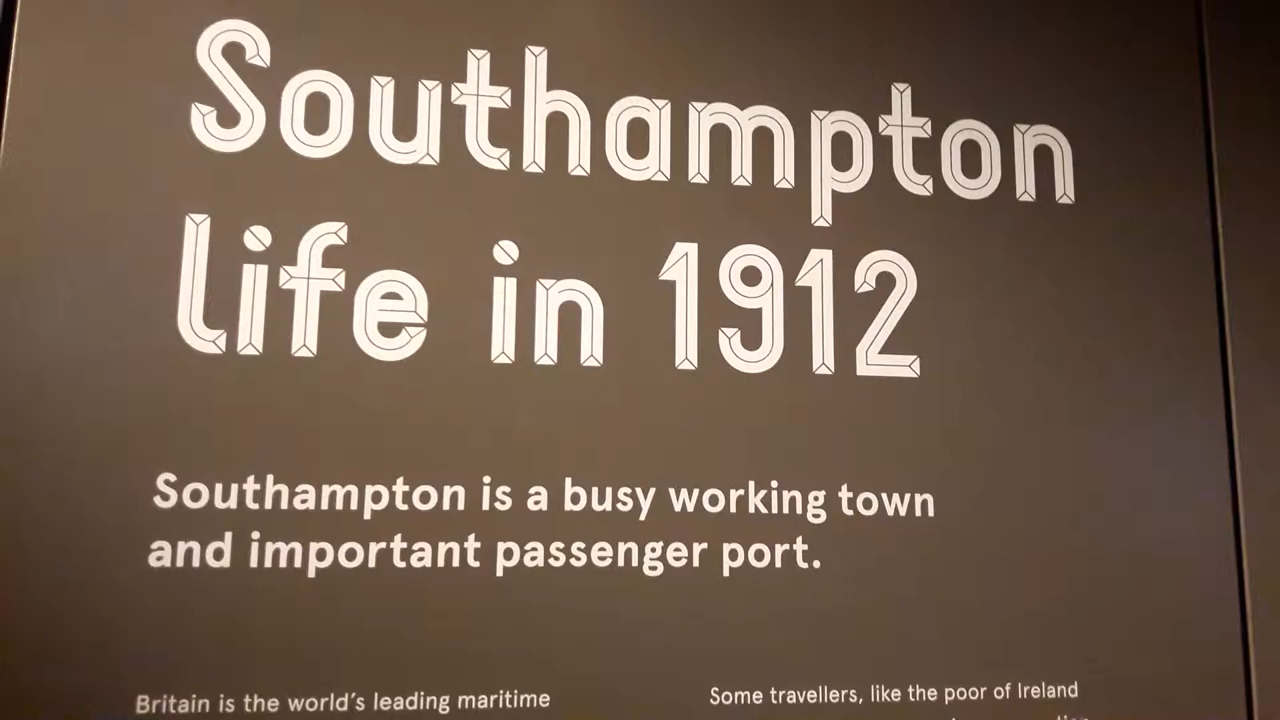 Southampton
life in 1912
Southampton is a busy working town
and important passenger port.
Britain is the world's leading maritime
Some travellers, like the poor of Ireland